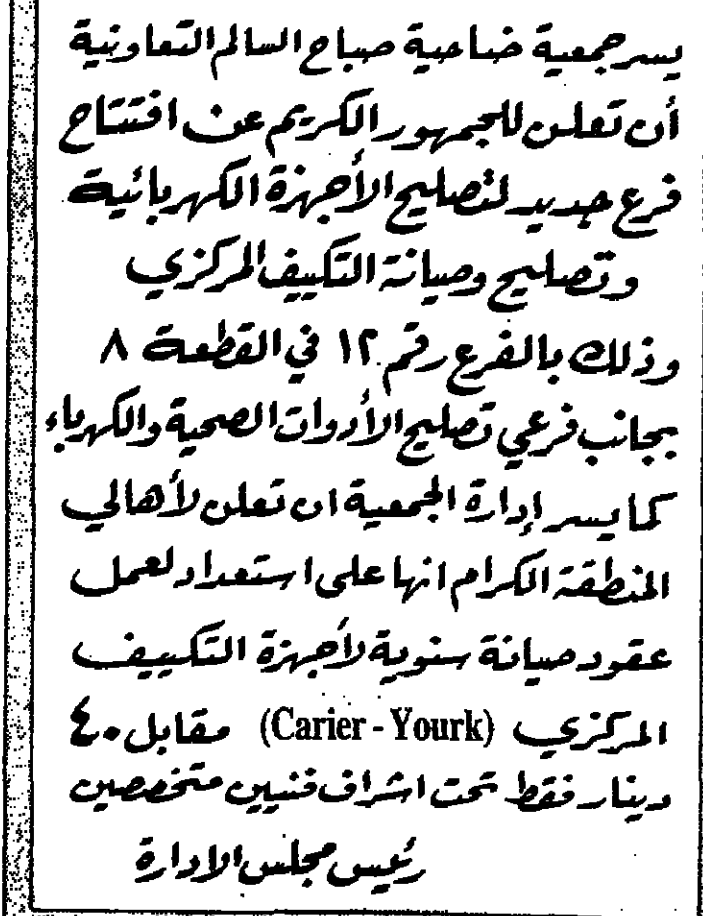 يسر جمعية ضاحية صباح السالم التعاونية
أن تعلن للجمهور الكريم عن افتتاح
فرع جديد لتصليح الأجهزة الكهربائية
وتصليح وصيانة التكييف المركزي
وذلك بالفرع رقم ١٢ في القطعة ٨
بجانب فرعي تصليح الأدوات الصحية والكهرباء
كما يسر إدارة الجمعية ان تعلن لأهالي
المنطقة الكرام انها على استعداد لعمل
عقود صيانة سنوية لأجهزة التكييف
المركزي (Carier - Yourk) مقابل ٤٠
دينار فقط تحت اشراف فنيين متخصصين
رئيس مجلس الادارة